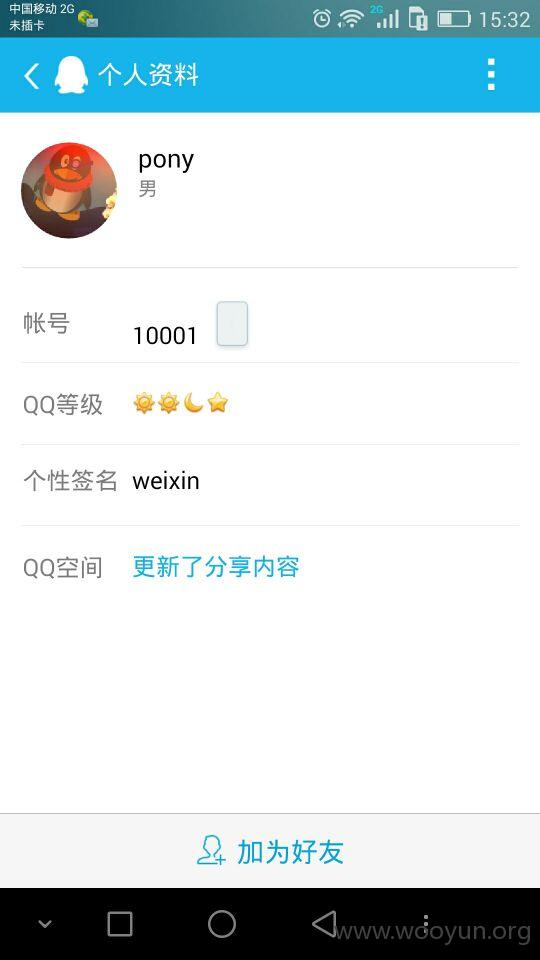 中国移动 2G
未插卡
2G
15:32
个人资料
pony
男
帐号
10001
QQ等级
个性签名 weixin
QQ空间 更新了分享内容
加为好友
www.wooyun.org